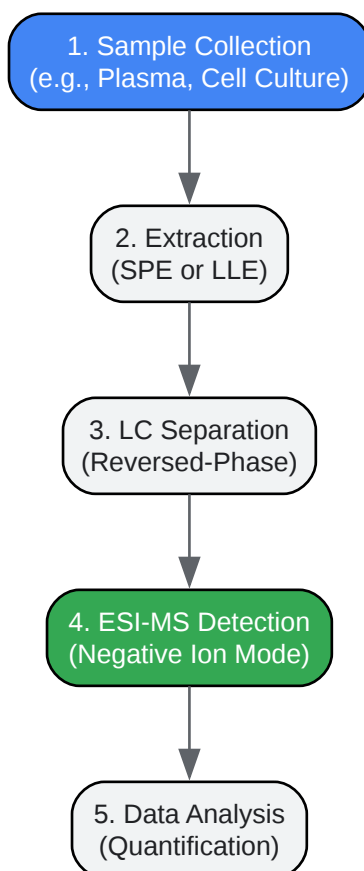 1. Sample Collection
(e.g., Plasma, Cell Culture)
2. Extraction
(SPE or LLE)
3. LC Separation
(Reversed-Phase)
4. ESI-MS Detection
(Negative Ion Mode)
5. Data Analysis
(Quantification)